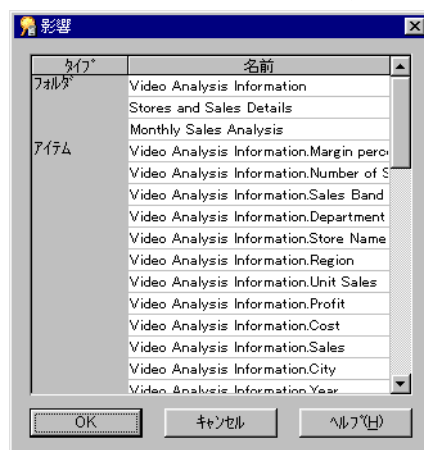 影響
ﾀｲﾌﾟ 名前
ﾌｫﾙﾀﾞ Video Analysis Information
Stores and Sales Details
Monthly Sales Analysis
ｱｲﾃﾑ Video Analysis Information.Margin perc
Video Analysis Information.Number of S
Video Analysis Information.Sales Band
Video Analysis Information.Department
Video Analysis Information.Store Name
Video Analysis Information.Region
Video Analysis Information.Unit Sales
Video Analysis Information.Profit
Video Analysis Information.Cost
Video Analysis Information.Sales
Video Analysis Information.City
Video Analysis Information.Year
OK ｷｬﾝｾﾙ ﾍﾙﾌﾟ(H)